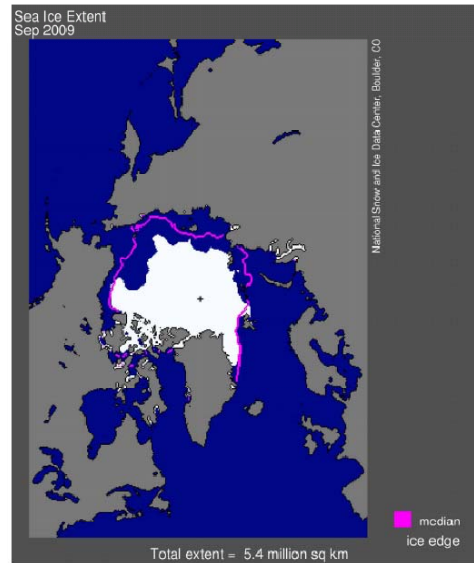 Sea Ice Extent
Sep 2009
National Snow and Ice Data Center, Boulder, CO
median
ice edge
Total extent = 5.4 million sq km